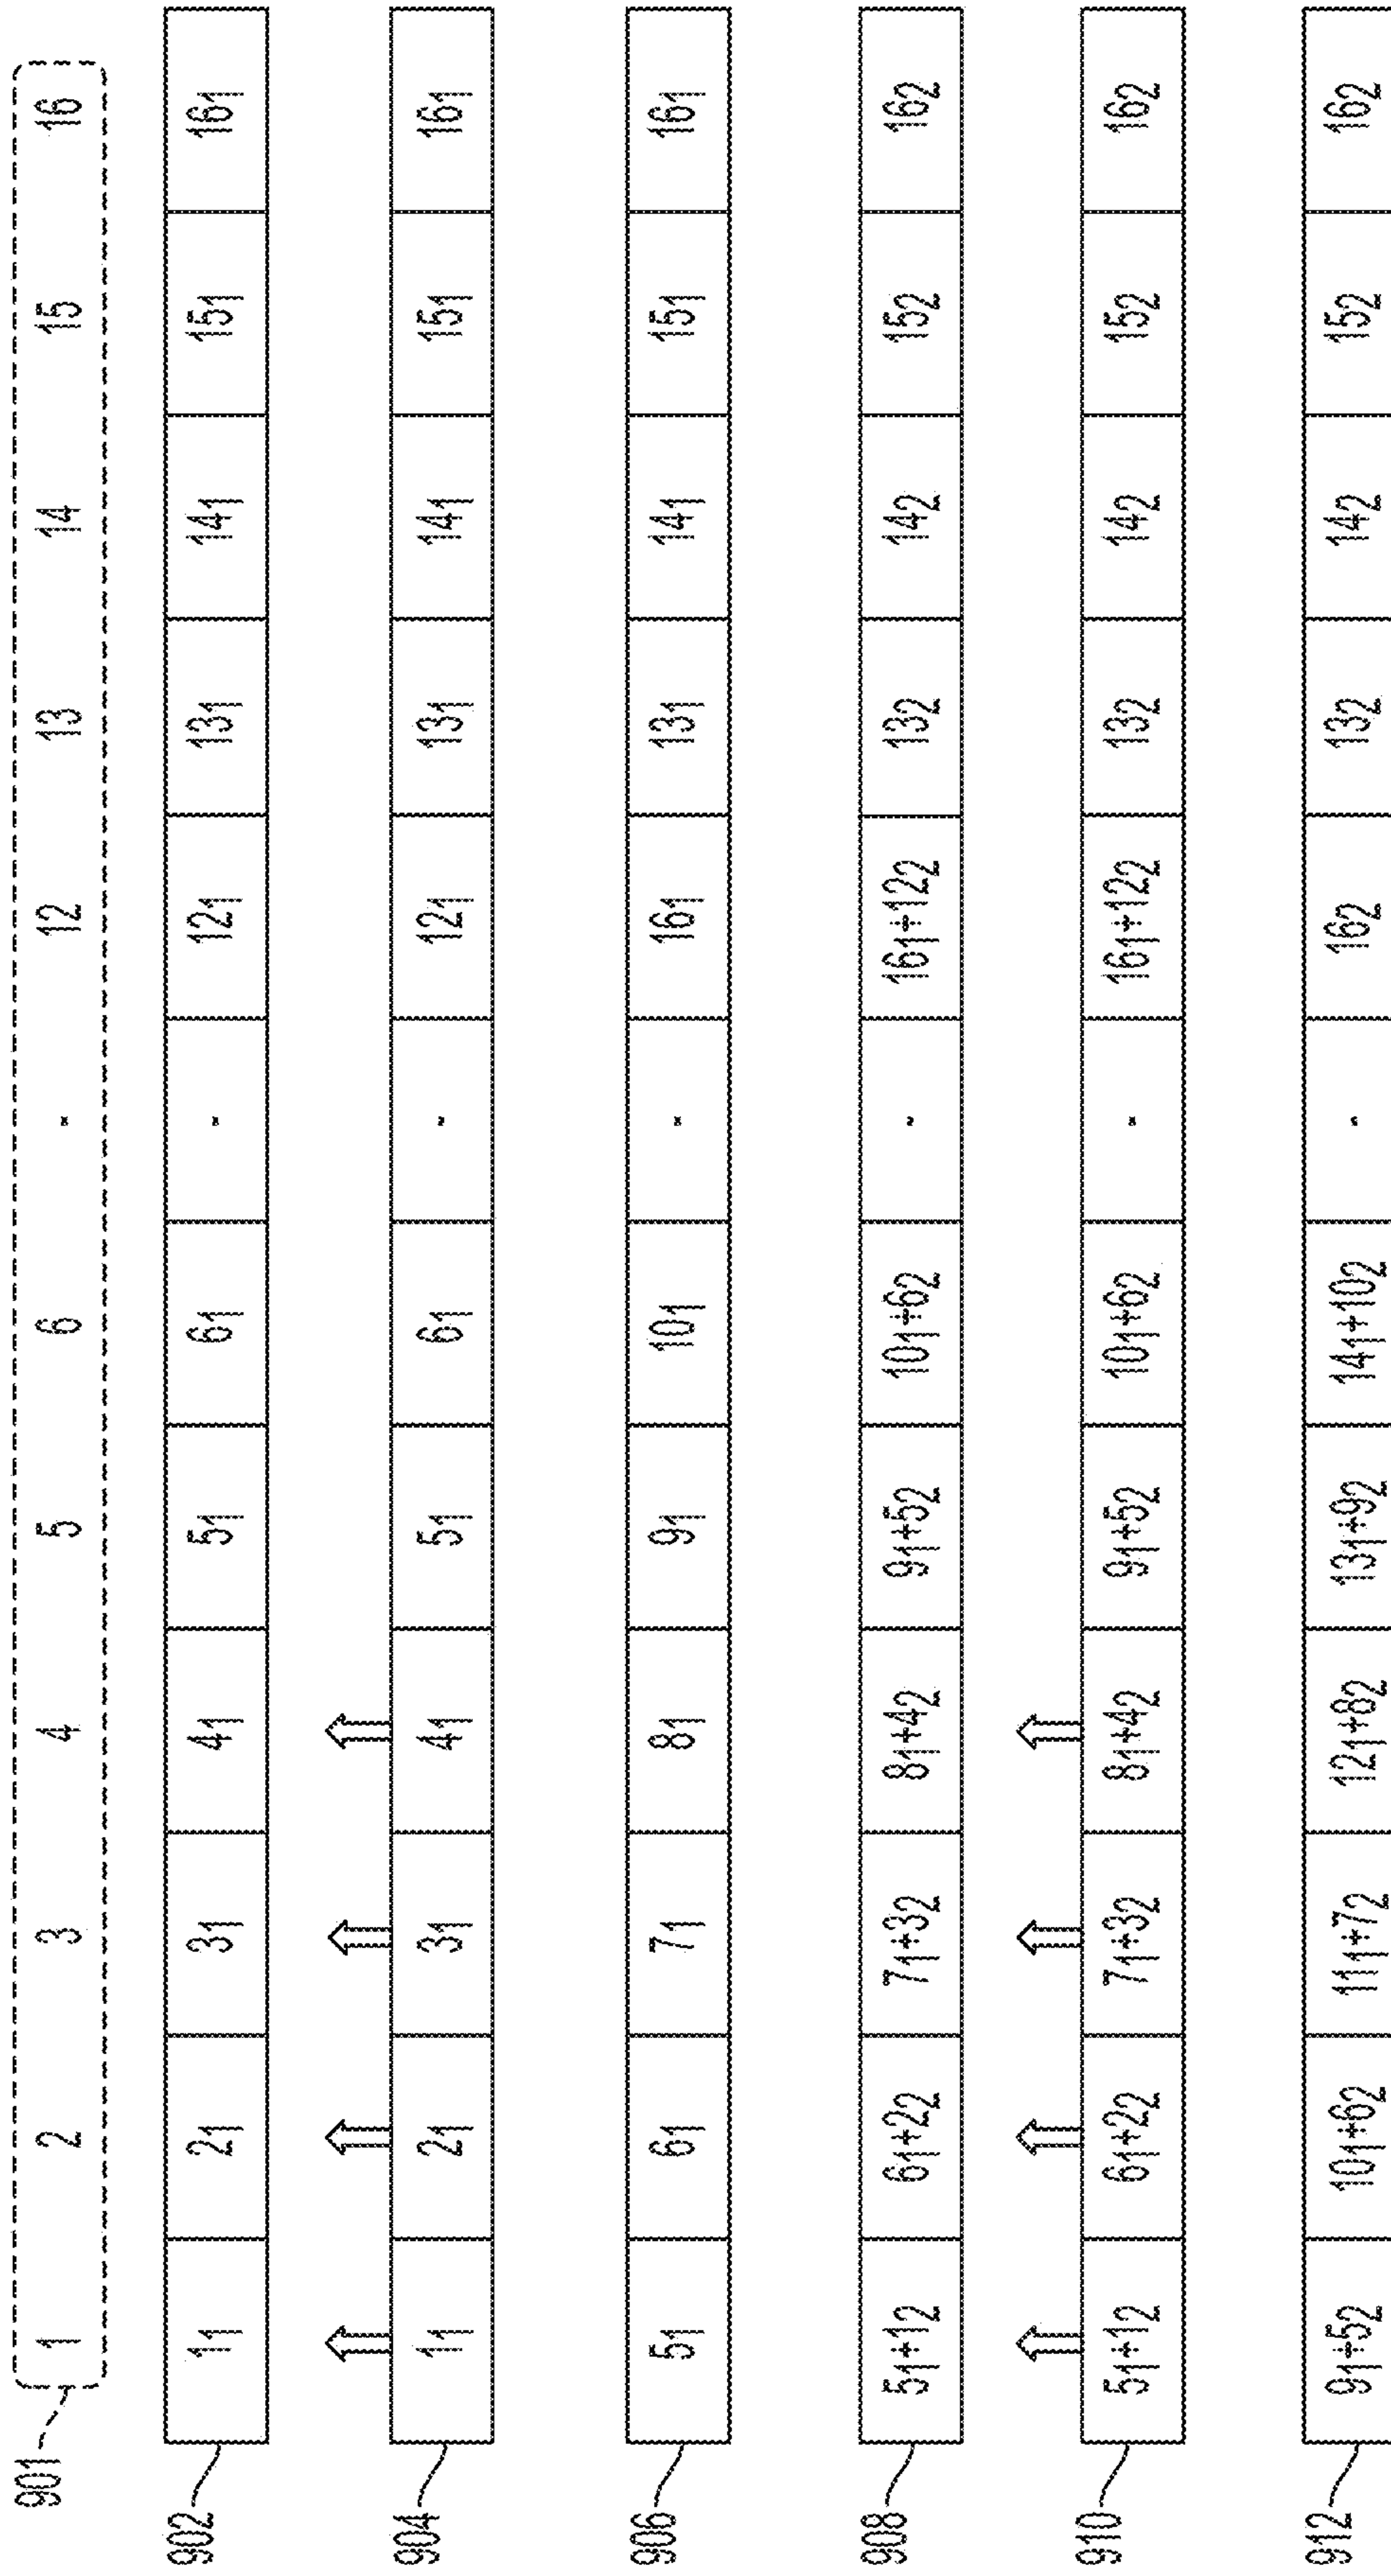 901 1 2 3 4 5 6 . 12 13 14 15 16
902 1₁ 2₁ 3₁ 4₁ 5₁ 6₁ . 12₁ 13₁ 14₁ 15₁ 16₁
904 1₁ 2₁ 3₁ 4₁ 5₁ 6₁ . 12₁ 13₁ 14₁ 15₁ 16₁
906 5₁ 6₁ 7₁ 8₁ 9₁ 10₁ . 16₁ 13₁ 14₁ 15₁ 16₁
908 5₁+1₂ 6₁+2₂ 7₁+3₂ 8₁+4₂ 9₁+5₂ 10₁+6₂ . 16₁+12₂ 13₂ 14₂ 15₂ 16₂
910 5₁+1₂ 6₁+2₂ 7₁+3₂ 8₁+4₂ 9₁+5₂ 10₁+6₂ . 16₁+12₂ 13₂ 14₂ 15₂ 16₂
912 9₁+5₂ 10₁+6₂ 11₁+7₂ 12₁+8₂ 13₁+9₂ 14₁+10₂ . 16₂ 13₂ 14₂ 15₂ 16₂